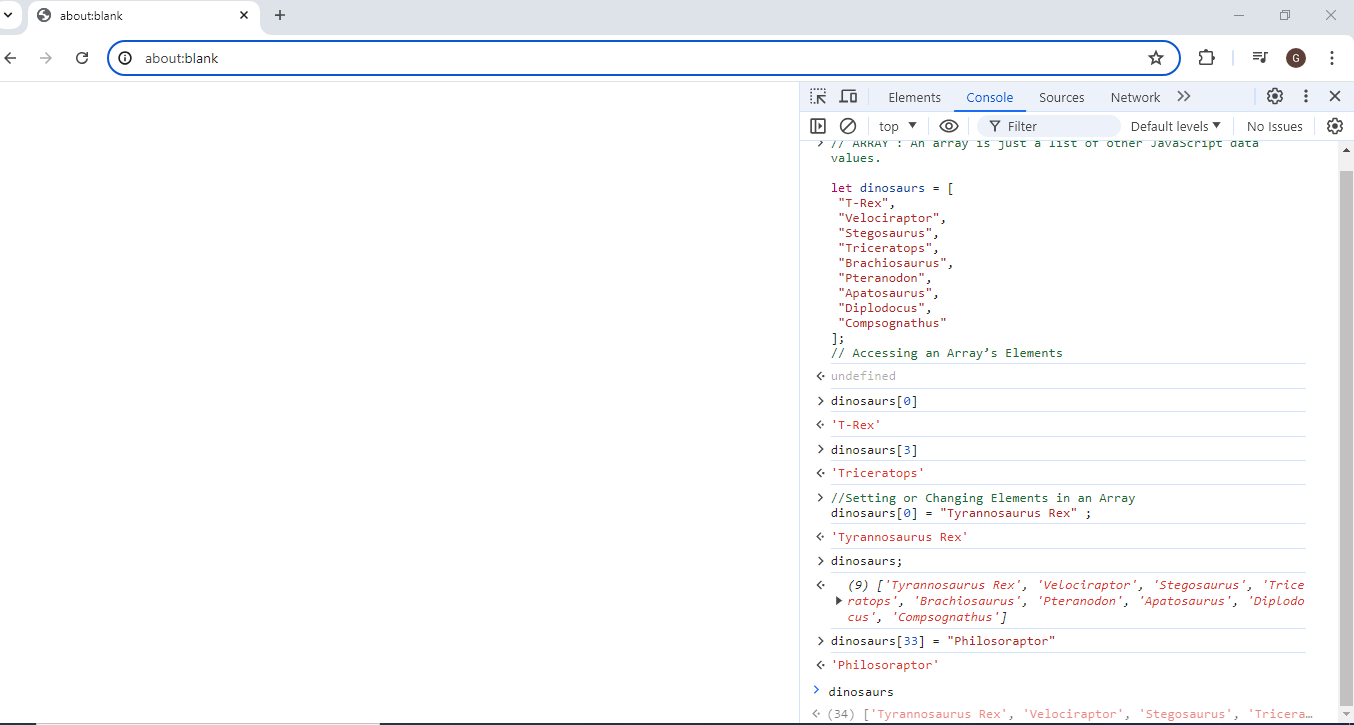 about:blank
about:blank
G
Elements Console Sources Network
top Filter Default levels No Issues
// ARRAY : An array is just a list of other JavaScript data
values.
let dinosaurs = [
"T-Rex",
"Velociraptor",
"Stegosaurus",
"Triceratops",
"Brachiosaurus",
"Pteranodon",
"Apatosaurus",
"Diplodocus",
"Compsognathus"
];
// Accessing an Array’s Elements
undefined
dinosaurs[0]
'T-Rex'
dinosaurs[3]
'Triceratops'
//Setting or Changing Elements in an Array
dinosaurs[0] = "Tyrannosaurus Rex" ;
'Tyrannosaurus Rex'
dinosaurs;
(9) ['Tyrannosaurus Rex', 'Velociraptor', 'Stegosaurus', 'Trice
ratops', 'Brachiosaurus', 'Pteranodon', 'Apatosaurus', 'Diplodo
cus', 'Compsognathus']
dinosaurs[33] = "Philosoraptor"
'Philosoraptor'
dinosaurs
(34) ['Tyrannosaurus Rex', 'Velociraptor', 'Stegosaurus', 'Tricera…